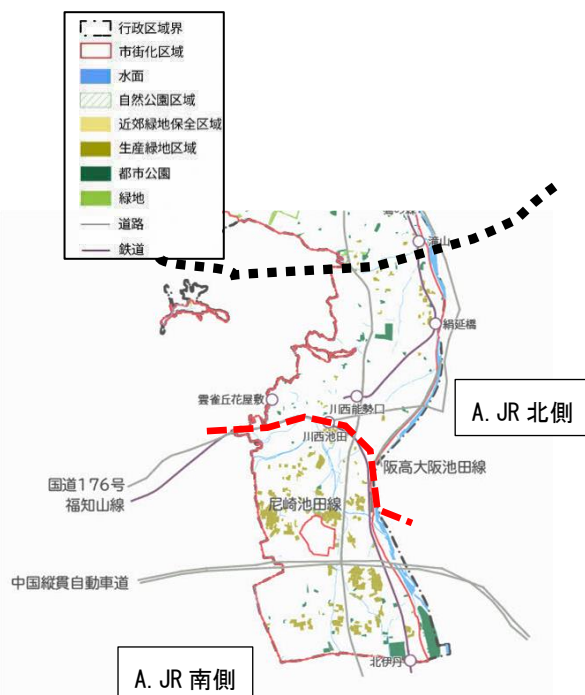 行政区域界
市街化区域
水面
自然公園区域
近郊緑地保全区域
生産緑地区域
都市公園
緑地
道路
鉄道
滝山
絹延橋
雲雀丘花屋敷
川西能勢口
A. JR 北側
川西池田
阪高大阪池田線
国道176号
福知山線
尼崎池田線
中国縦貫自動車道
北伊丹
A. JR 南側